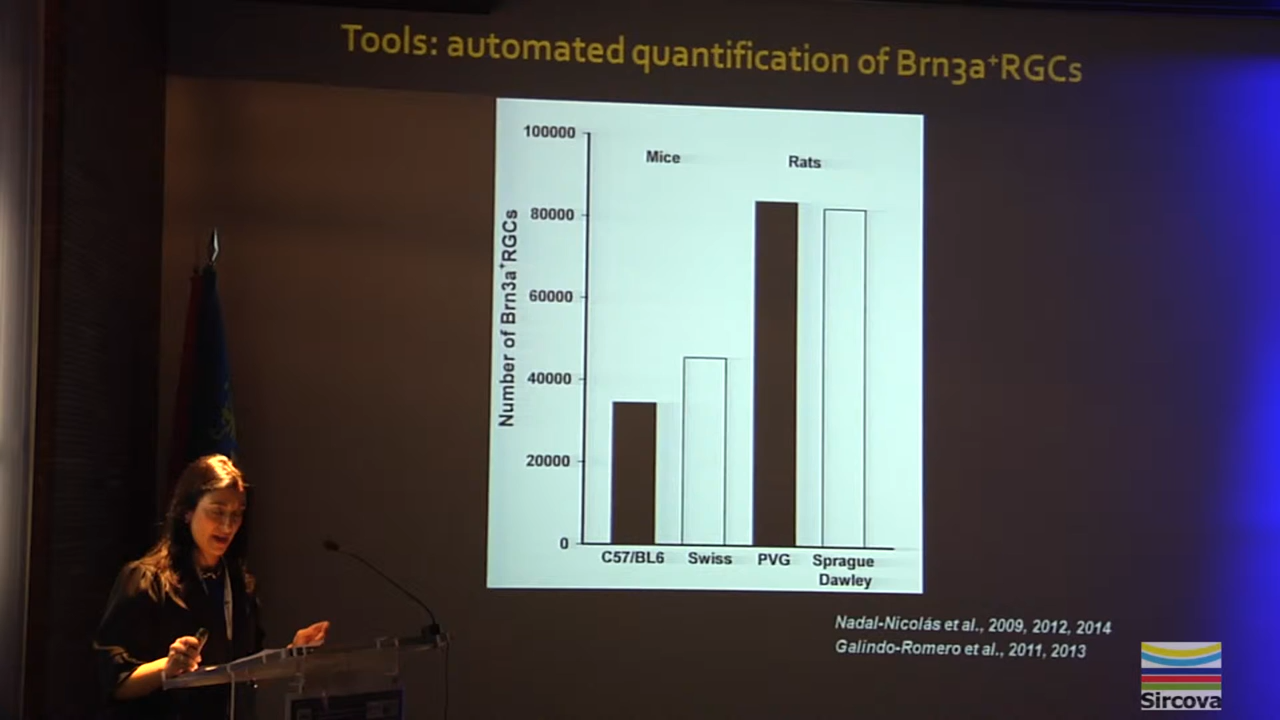 Tools: automated quantification of Brn3a⁺RGCs
Mice
Rats
Number of Brn3a⁺RGCs
100000
80000
60000
40000
20000
0
C57/BL6
Swiss
PVG
Sprague
Dawley
Nadal-Nicolás et al., 2009, 2012, 2014
Galindo-Romero et al., 2011, 2013
Sircova